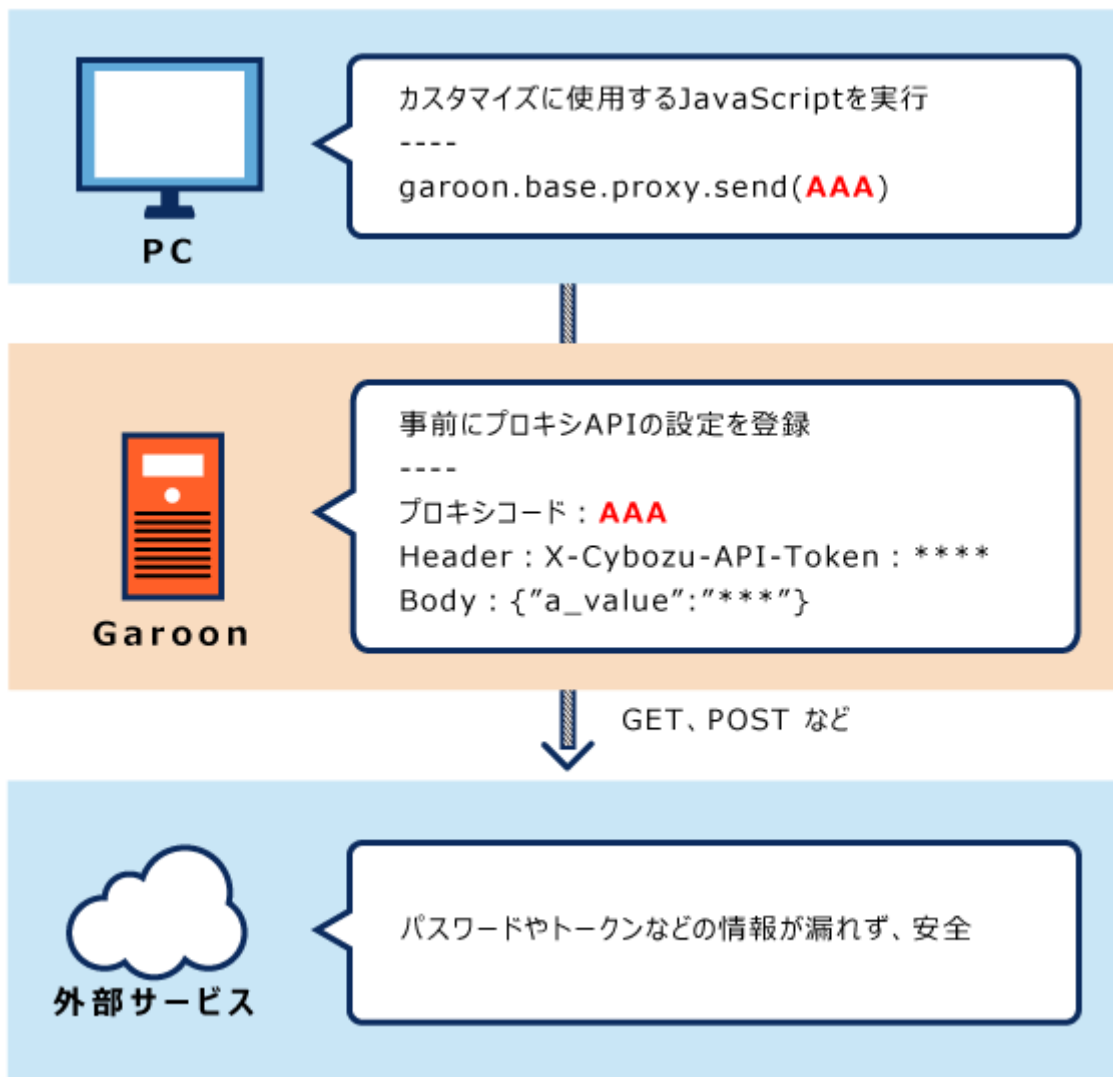 カスタマイズに使用するJavaScriptを実行
----
garoon.base.proxy.send(AAA)
PC
事前にプロキシAPIの設定を登録
----
プロキシコード：AAA
Header：X-Cybozu-API-Token：****
Body：{"a_value":"***"}
Garoon
GET、POST など
パスワードやトークンなどの情報が漏れず、安全
外部サービス